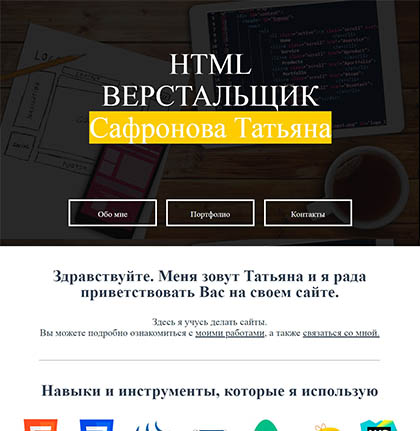 HTML
ВЕРСТАЛЬЩИК
Сафронова Татьяна
Обо мне
Портфолио
Контакты
Здравствуйте. Меня зовут Татьяна и я рада
приветствовать Вас на своем сайте.
Здесь я учусь делать сайты.
Вы можете подробно ознакомиться с моими работами, а также связаться со мной.
Навыки и инструменты, которые я использую